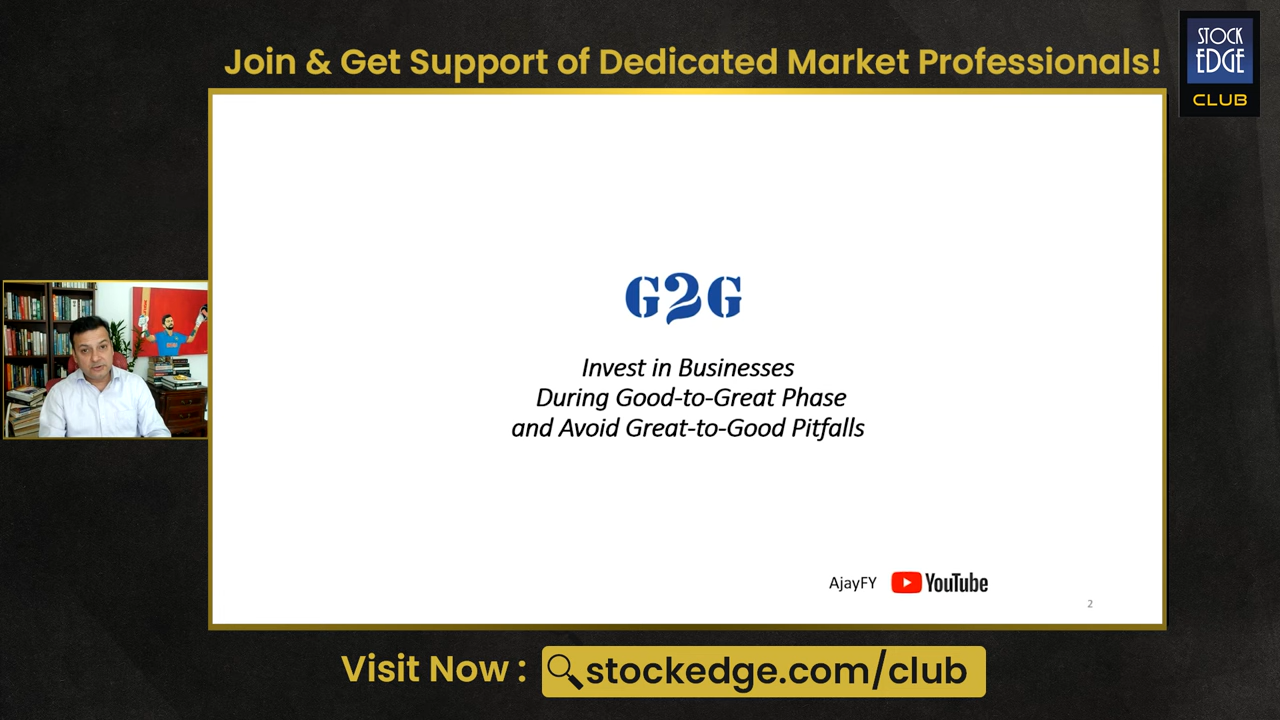 Join & Get Support of Dedicated Market Professionals!
STOCK
EDGE
CLUB
G2G
Invest in Businesses
During Good-to-Great Phase
and Avoid Great-to-Good Pitfalls
AjayFY YouTube
2
Visit Now : stockedge.com/club